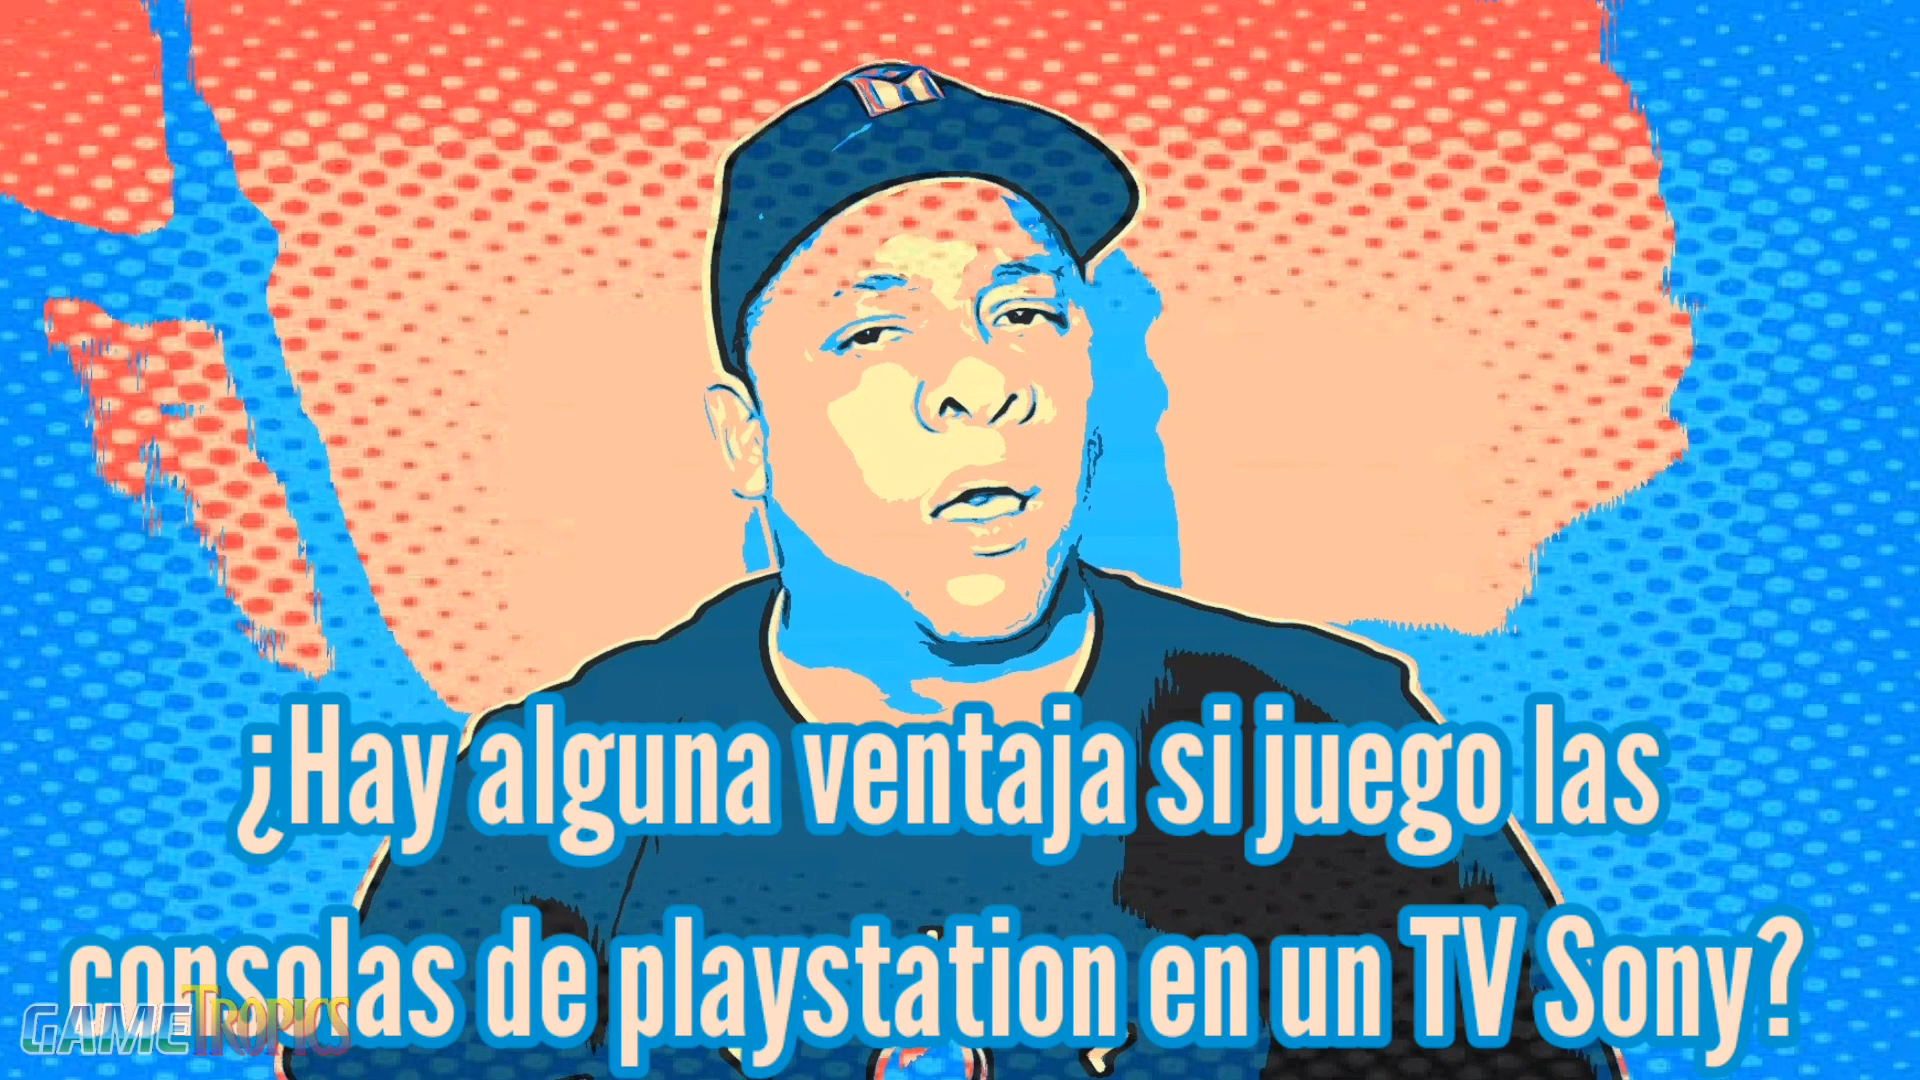 ¿Hay alguna ventaja si juego las
consolas de playstation en un TV Sony?
GAMETROPICS